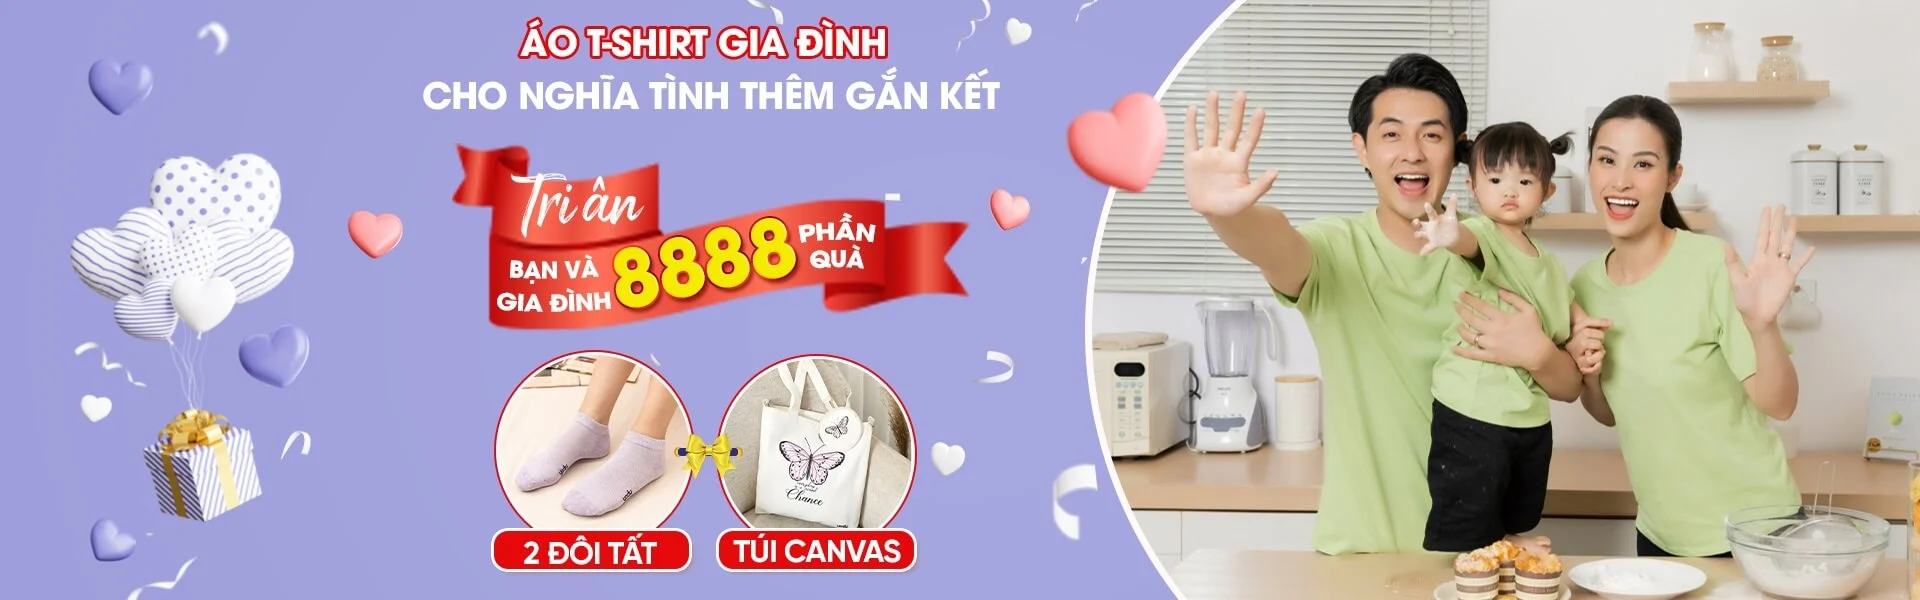 ÁO T-SHIRT GIA ĐÌNH
CHO NGHĨA TÌNH THÊM GẮN KẾT
Tri ân
BẠN VÀ
GIA ĐÌNH
8888
PHẦN
QUÀ
Chance
2 ĐÔI TẤT
TÚI CANVAS